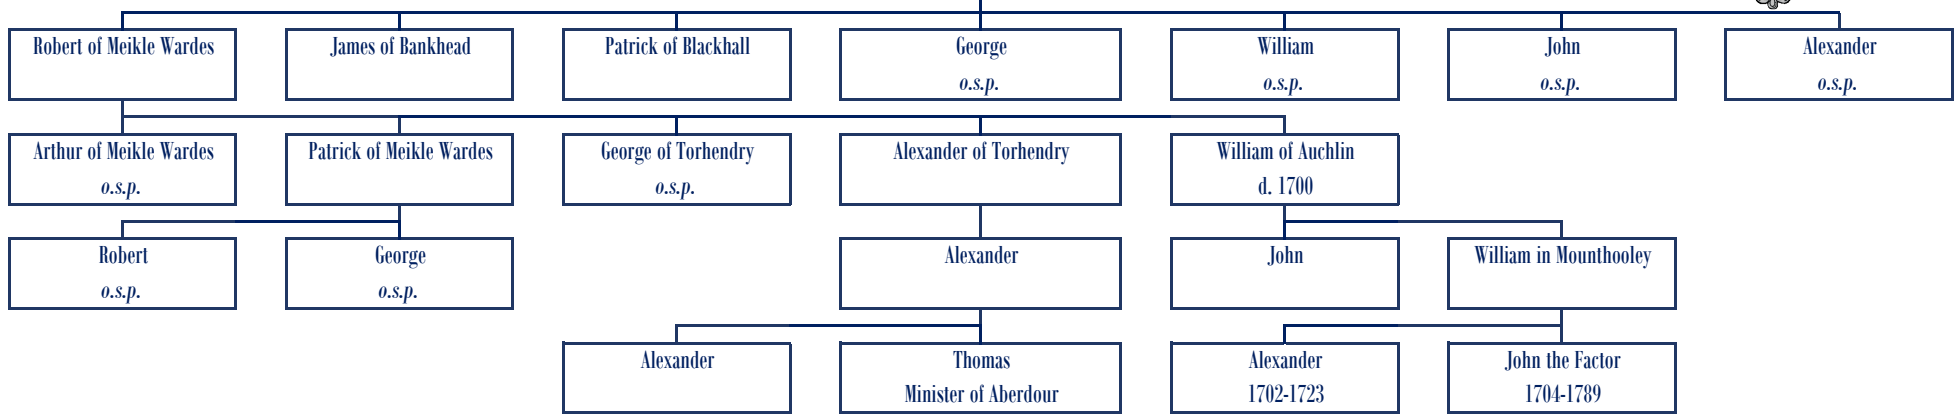 Robert of Meikle Wardes
James of Bankhead
Patrick of Blackhall
George
o.s.p.
William
o.s.p.
John
o.s.p.
Alexander
o.s.p.
Arthur of Meikle Wardes
o.s.p.
Patrick of Meikle Wardes
George of Torhendry
o.s.p.
Alexander of Torhendry
William of Auchlin
d. 1700
Robert
o.s.p.
George
o.s.p.
Alexander
John
William in Mounthooley
Alexander
Thomas
Minister of Aberdour
Alexander
1702-1723
John the Factor
1704-1789